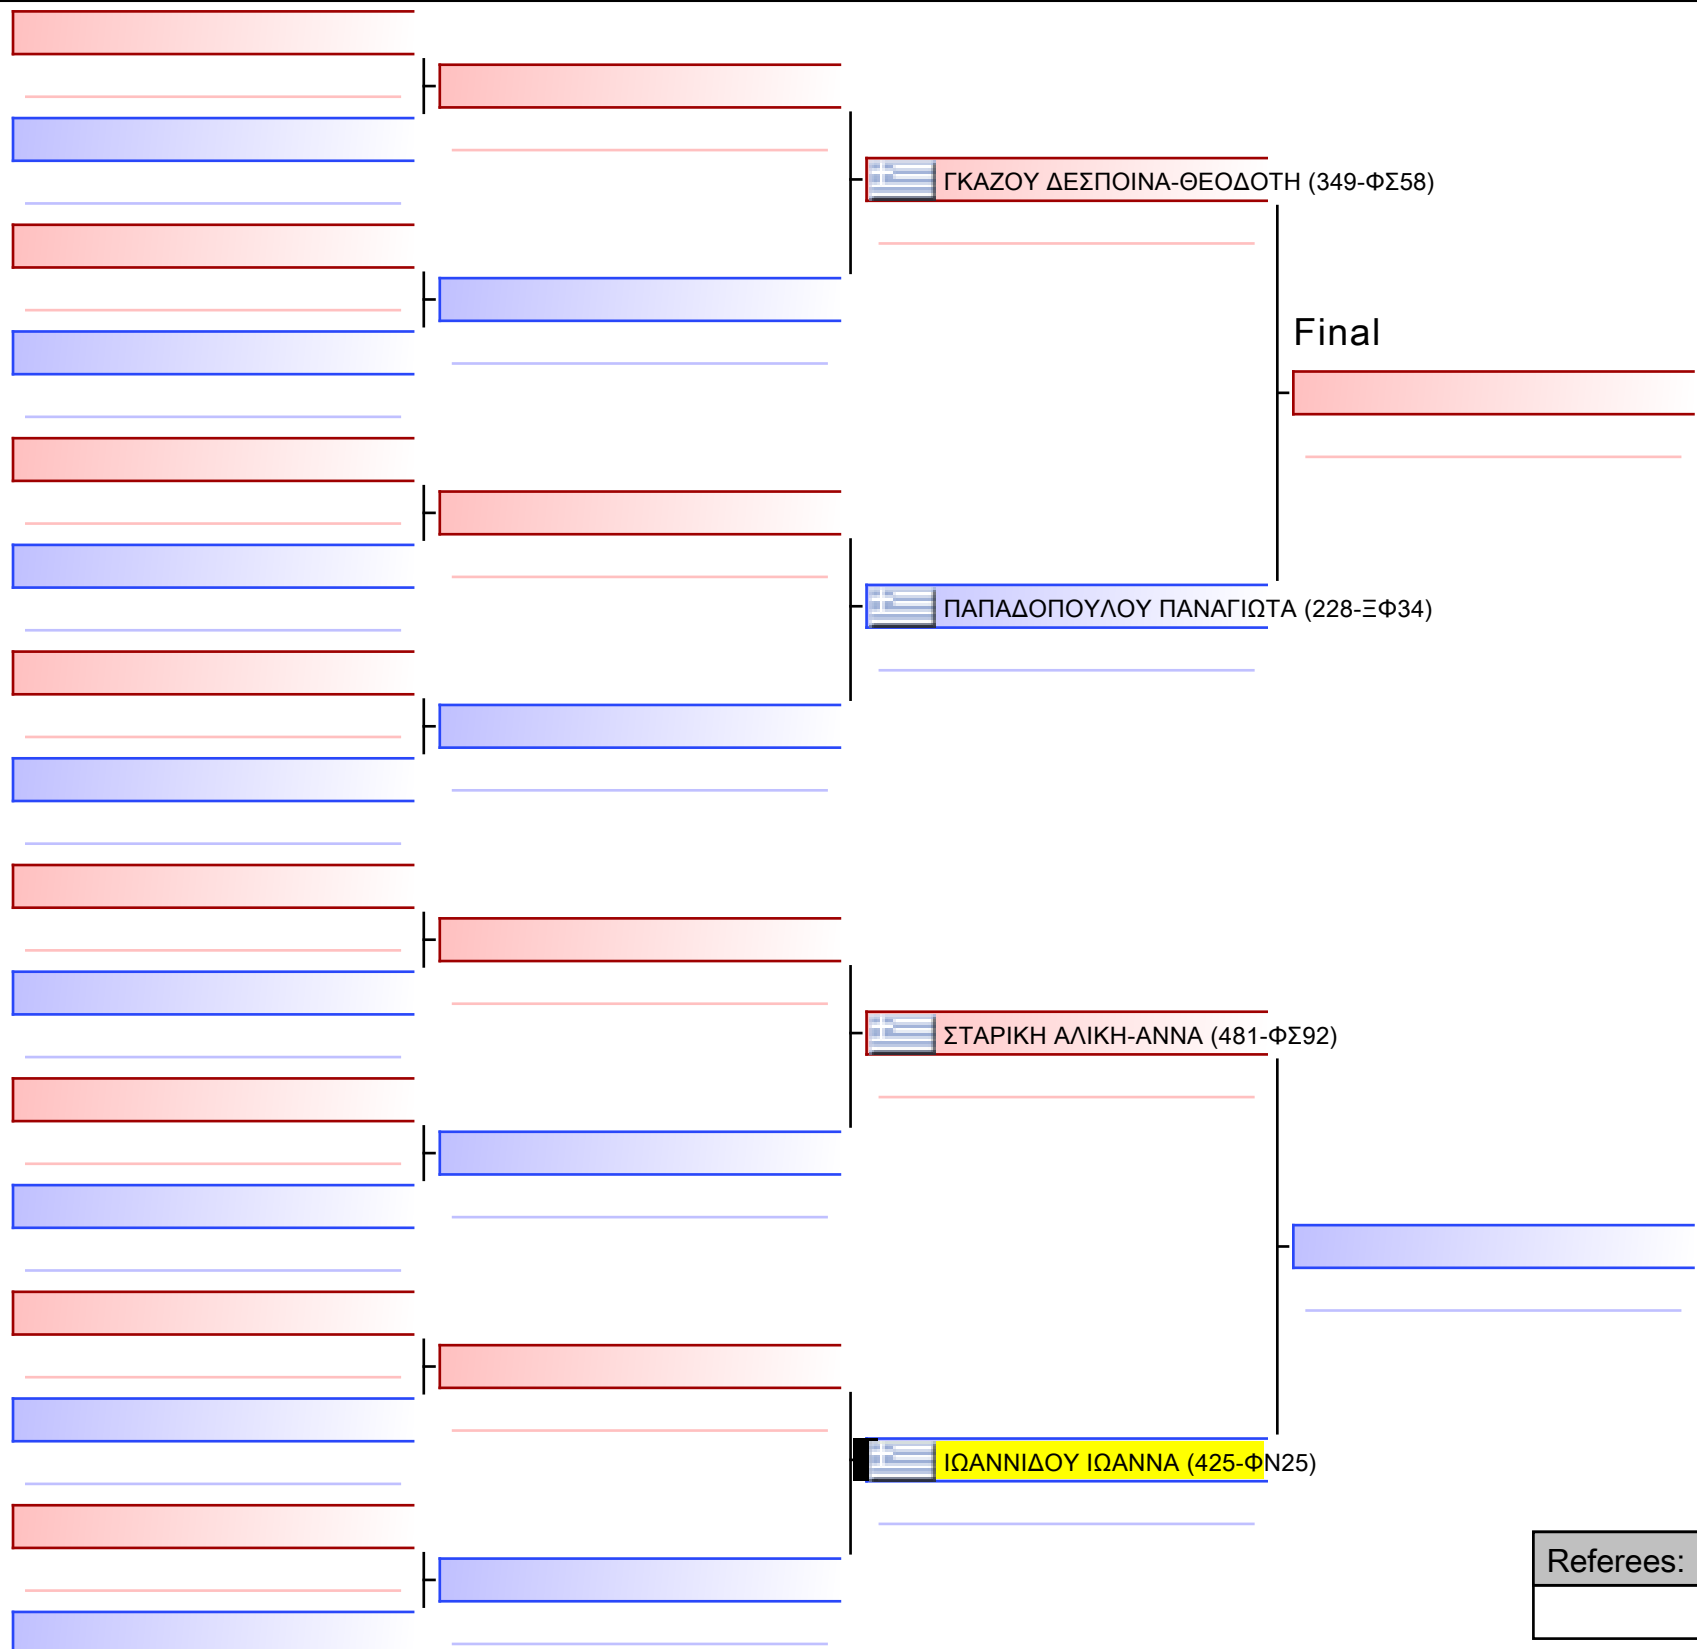 ΓΚΑΖΟΥ ΔΕΣΠΟΙΝΑ-ΘΕΟΔΟΤΗ (349-ΦΣ58)
Final
ΠΑΠΑΔΟΠΟΥΛΟΥ ΠΑΝΑΓΙΩΤΑ (228-ΞΦ34)
ΣΤΑΡΙΚΗ ΑΛΙΚΗ-ΑΝΝΑ (481-ΦΣ92)
ΙΩΑΝΝΙΔΟΥ ΙΩΑΝΝΑ (425-ΦΝ25)
Referees: